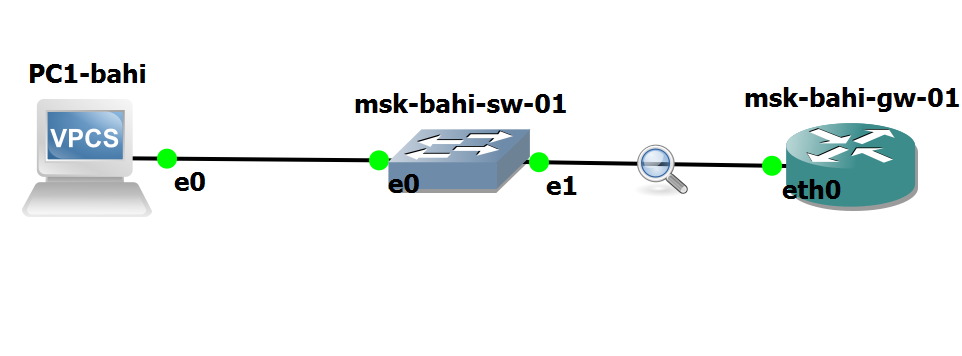 PC1-bahi
VPCS
e0
msk-bahi-sw-01
e0
e1
msk-bahi-gw-01
eth0